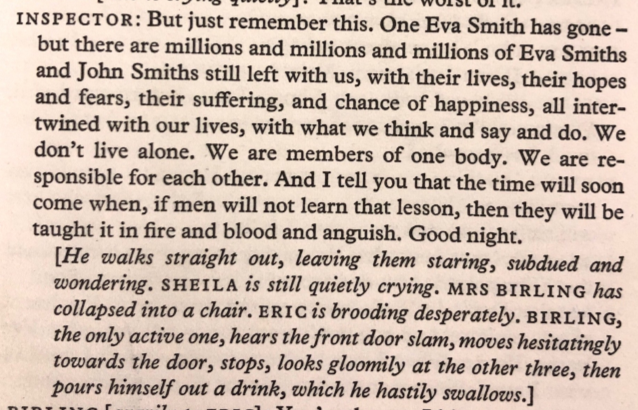 That's the worst of it.
INSPECTOR: But just remember this. One Eva Smith has gone –
but there are millions and millions and millions of Eva Smiths
and John Smiths still left with us, with their lives, their hopes
and fears, their suffering, and chance of happiness, all inter-
twined with our lives, with what we think and say and do. We
don't live alone. We are members of one body. We are re-
sponsible for each other. And I tell you that the time will soon
come when, if men will not learn that lesson, then they will be
taught it in fire and blood and anguish. Good night.
[He walks straight out, leaving them staring, subdued and
wondering. SHEILA is still quietly crying. MRS BIRLING has
collapsed into a chair. ERIC is brooding desperately. BIRLING,
the only active one, hears the front door slam, moves hesitatingly
towards the door, stops, looks gloomily at the other three, then
pours himself out a drink, which he hastily swallows.]